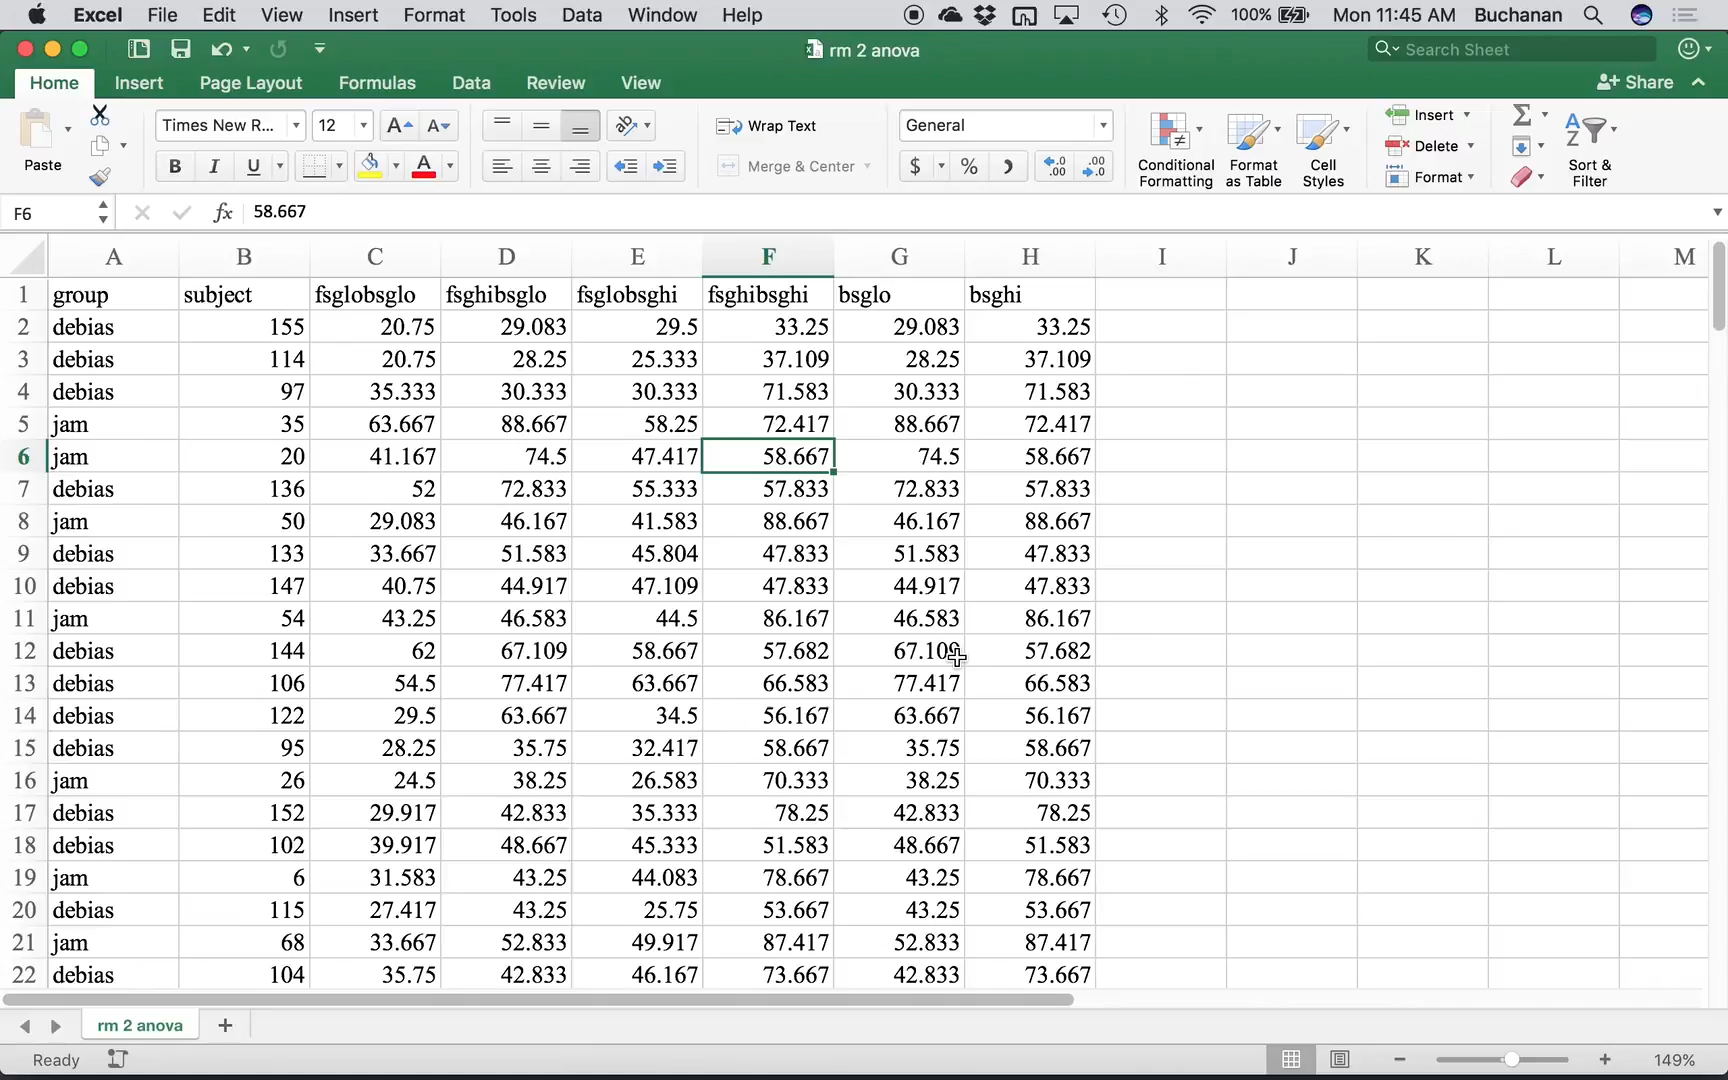 Excel File Edit View Insert Format Tools Data Window Help 100% Mon 11:45 AM Buchanan
rm 2 anova Search Sheet
Home Insert Page Layout Formulas Data Review View Share
Paste Times New R... 12 A A Wrap Text General Conditional Formatting Format as Table Cell Styles Insert Delete Format Sort & Filter
B I U A Merge & Center $ %
F6 fx 58.667
A B C D E F G H I J K L M
1 group subject fsglobsglo fsghibsglo fsglobsghi fsghibsghi bsglo bsghi
2 debias 155 20.75 29.083 29.5 33.25 29.083 33.25
3 debias 114 20.75 28.25 25.333 37.109 28.25 37.109
4 debias 97 35.333 30.333 30.333 71.583 30.333 71.583
5 jam 35 63.667 88.667 58.25 72.417 88.667 72.417
6 jam 20 41.167 74.5 47.417 58.667 74.5 58.667
7 debias 136 52 72.833 55.333 57.833 72.833 57.833
8 jam 50 29.083 46.167 41.583 88.667 46.167 88.667
9 debias 133 33.667 51.583 45.804 47.833 51.583 47.833
10 debias 147 40.75 44.917 47.109 47.833 44.917 47.833
11 jam 54 43.25 46.583 44.5 86.167 46.583 86.167
12 debias 144 62 67.109 58.667 57.682 67.109 57.682
13 debias 106 54.5 77.417 63.667 66.583 77.417 66.583
14 debias 122 29.5 63.667 34.5 56.167 63.667 56.167
15 debias 95 28.25 35.75 32.417 58.667 35.75 58.667
16 jam 26 24.5 38.25 26.583 70.333 38.25 70.333
17 debias 152 29.917 42.833 35.333 78.25 42.833 78.25
18 debias 102 39.917 48.667 45.333 51.583 48.667 51.583
19 jam 6 31.583 43.25 44.083 78.667 43.25 78.667
20 debias 115 27.417 43.25 25.75 53.667 43.25 53.667
21 jam 68 33.667 52.833 49.917 87.417 52.833 87.417
22 debias 104 35.75 42.833 46.167 73.667 42.833 73.667
rm 2 anova
Ready 149%